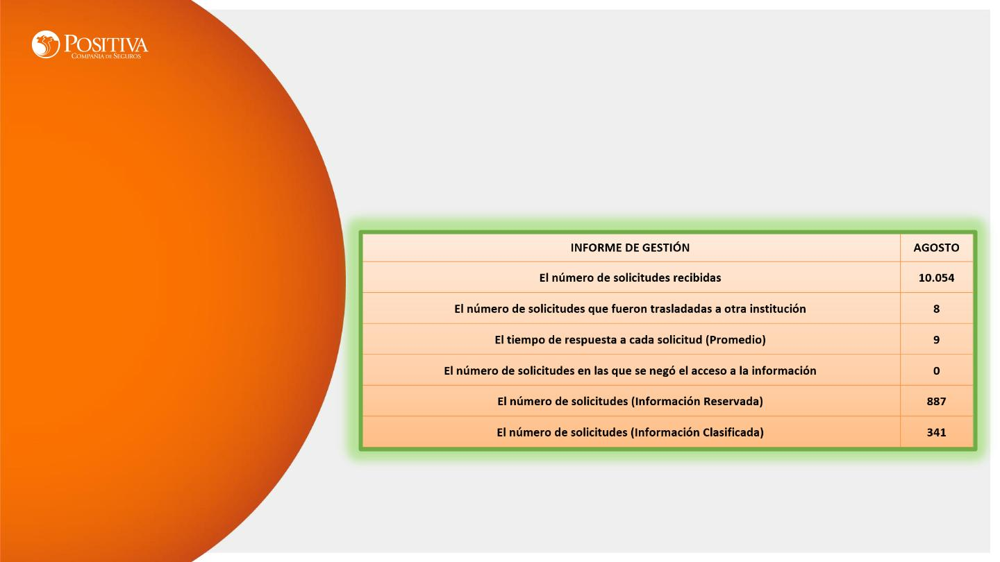 POSITIVA
COMPAÑIA DE SEGUROS
INFORME DE GESTIÓN AGOSTO
El número de solicitudes recibidas 10.054
El número de solicitudes que fueron trasladadas a otra institución 8
El tiempo de respuesta a cada solicitud (Promedio) 9
El número de solicitudes en las que se negó el acceso a la información 0
El número de solicitudes (Información Reservada) 887
El número de solicitudes (Información Clasificada) 341